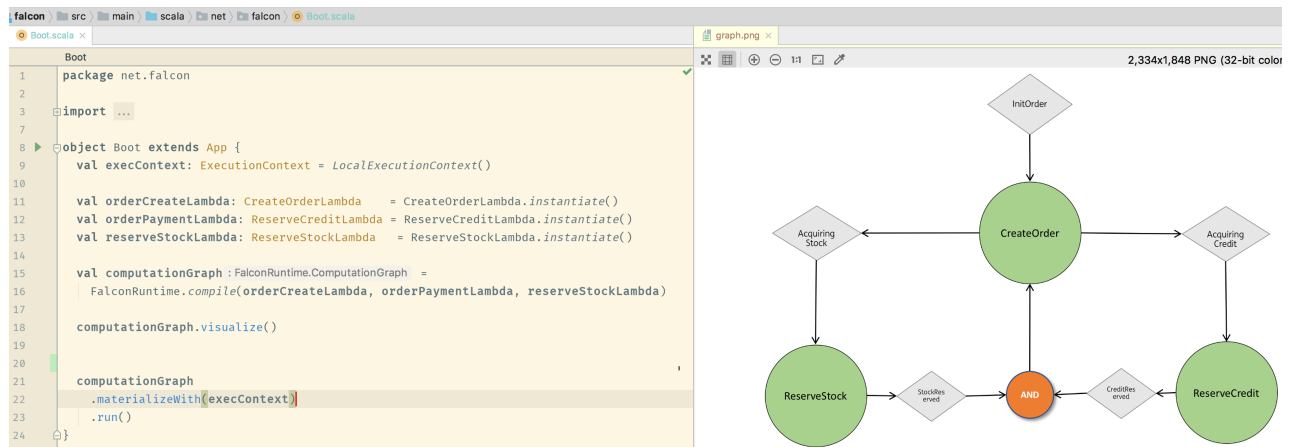 falcon src main scala net falcon Boot.scala
Boot.scala
graph.png
Boot
1:1
2,334x1,848 PNG (32-bit color
1 package net.falcon
2
3 import ...
7
8 object Boot extends App {
9 val execContext: ExecutionContext = LocalExecutionContext()
10
11 val orderCreateLambda: CreateOrderLambda = CreateOrderLambda.instantiate()
12 val orderPaymentLambda: ReserveCreditLambda = ReserveCreditLambda.instantiate()
13 val reserveStockLambda: ReserveStockLambda = ReserveStockLambda.instantiate()
14
15 val computationGraph : FalconRuntime.ComputationGraph =
16 FalconRuntime.compile(orderCreateLambda, orderPaymentLambda, reserveStockLambda)
17
18 computationGraph.visualize()
19
20
21 computationGraph
22 .materializeWith(execContext)
23 .run()
24 }
InitOrder
Acquiring
Stock
CreateOrder
Acquiring
Credit
ReserveStock
StockRes
erved
AND
CreditRes
erved
ReserveCredit